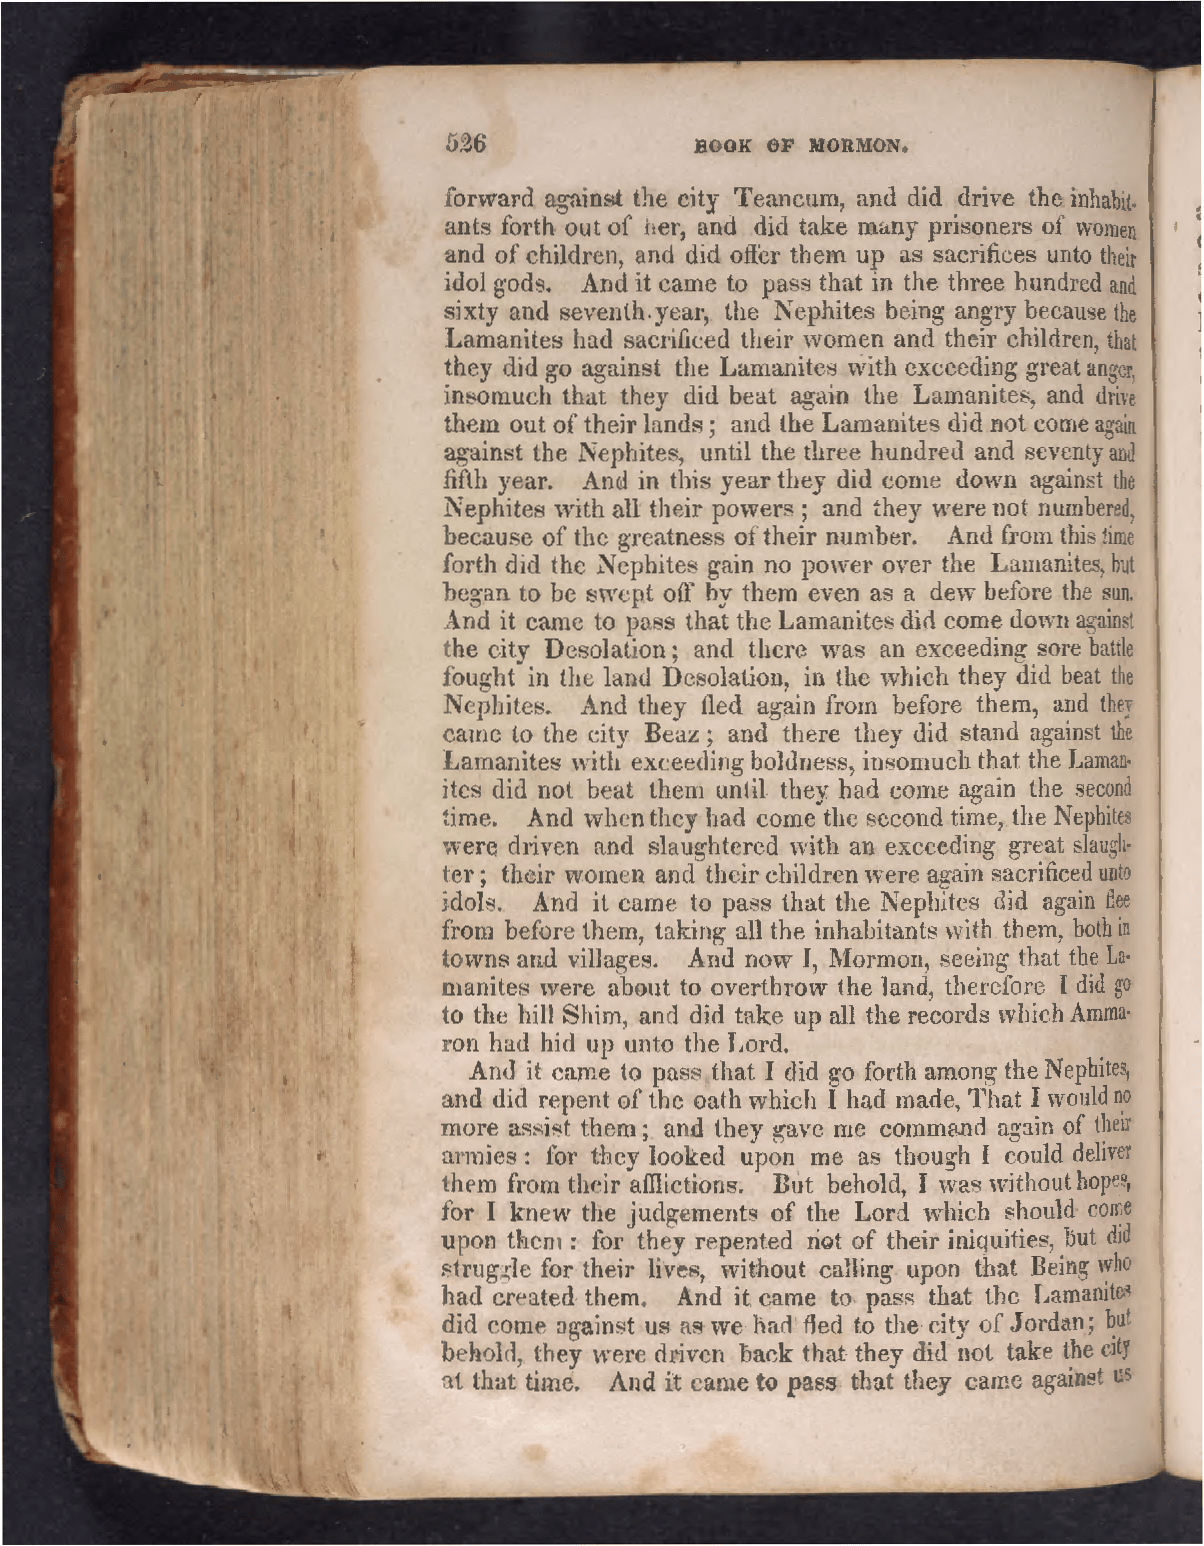 526 BOOK OF MORMON.
forward against the city Teancum, and did drive the inhabit-
ants forth out of her, and did take many prisoners of women
and of children, and did offer them up as sacrifices unto their
idol gods. And it came to pass that in the three hundred and
sixty and seventh year, the Nephites being angry because the
Lamanites had sacrificed their women and their children, that
they did go against the Lamanites with exceeding great anger,
insomuch that they did beat again the Lamanites, and drive
them out of their lands; and the Lamanites did not come again
against the Nephites, until the three hundred and seventy and
fifth year. And in this year they did come down against the
Nephites with all their powers; and they were not numbered,
because of the greatness of their number. And from this time
forth did the Nephites gain no power over the Lamanites, but
began to be swept off by them even as a dew before the sun.
And it came to pass that the Lamanites did come down against
the city Desolation; and there was an exceeding sore battle
fought in the land Desolation, in the which they did beat the
Nephites. And they fled again from before them, and they
came to the city Beaz; and there they did stand against the
Lamanites with exceeding boldness, insomuch that the Laman-
ites did not beat them until they had come again the second
time. And when they had come the second time, the Nephites
were driven and slaughtered with an exceeding great slaugh-
ter; their women and their children were again sacrificed unto
idols. And it came to pass that the Nephites did again flee
from before them, taking all the inhabitants with them, both in
towns and villages. And now I, Mormon, seeing that the La-
manites were about to overthrow the land, therefore I did go
to the hill Shim, and did take up all the records which Amma-
ron had hid up unto the Lord.
And it came to pass that I did go forth among the Nephites,
and did repent of the oath which I had made, That I would no
more assist them; and they gave me command again of their
armies: for they looked upon me as though I could deliver
them from their afflictions. But behold, I was without hopes,
for I knew the judgements of the Lord which should come
upon them: for they repented not of their iniquities, but did
struggle for their lives, without calling upon that Being who
had created them. And it came to pass that the Lamanites
did come against us as we had fled to the city of Jordan; but
behold, they were driven back that they did not take the city
at that time. And it came to pass that they came against us